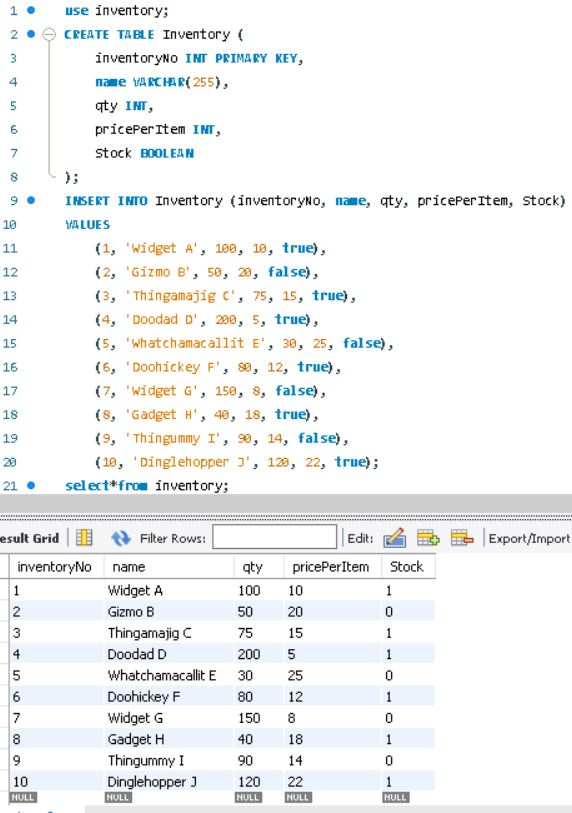 1 use inventory;
2 CREATE TABLE Inventory (
3 inventoryNo INT PRIMARY KEY,
4 name VARCHAR(255),
5 qty INT,
6 pricePerItem INT,
7 Stock BOOLEAN
8 );
9 INSERT INTO Inventory (inventoryNo, name, qty, pricePerItem, Stock)
10 VALUES
11 (1, 'Widget A', 100, 10, true),
12 (2, 'Gizmo B', 50, 20, false),
13 (3, 'Thingamajig C', 75, 15, true),
14 (4, 'Doodad D', 200, 5, true),
15 (5, 'Whatchamacallit E', 30, 25, false),
16 (6, 'Doohickey F', 80, 12, true),
17 (7, 'Widget G', 150, 8, false),
18 (8, 'Gadget H', 40, 18, true),
19 (9, 'Thingummy I', 90, 14, false),
20 (10, 'Dinglehopper J', 120, 22, true);
21 select*from inventory;
esult Grid Filter Rows: Edit: Export/Import
inventoryNo name qty pricePerItem Stock
1 Widget A 100 10 1
2 Gizmo B 50 20 0
3 Thingamajig C 75 15 1
4 Doodad D 200 5 1
5 Whatchamacallit E 30 25 0
6 Doohickey F 80 12 1
7 Widget G 150 8 0
8 Gadget H 40 18 1
9 Thingummy I 90 14 0
10 Dinglehopper J 120 22 1
NULL NULL NULL NULL NULL